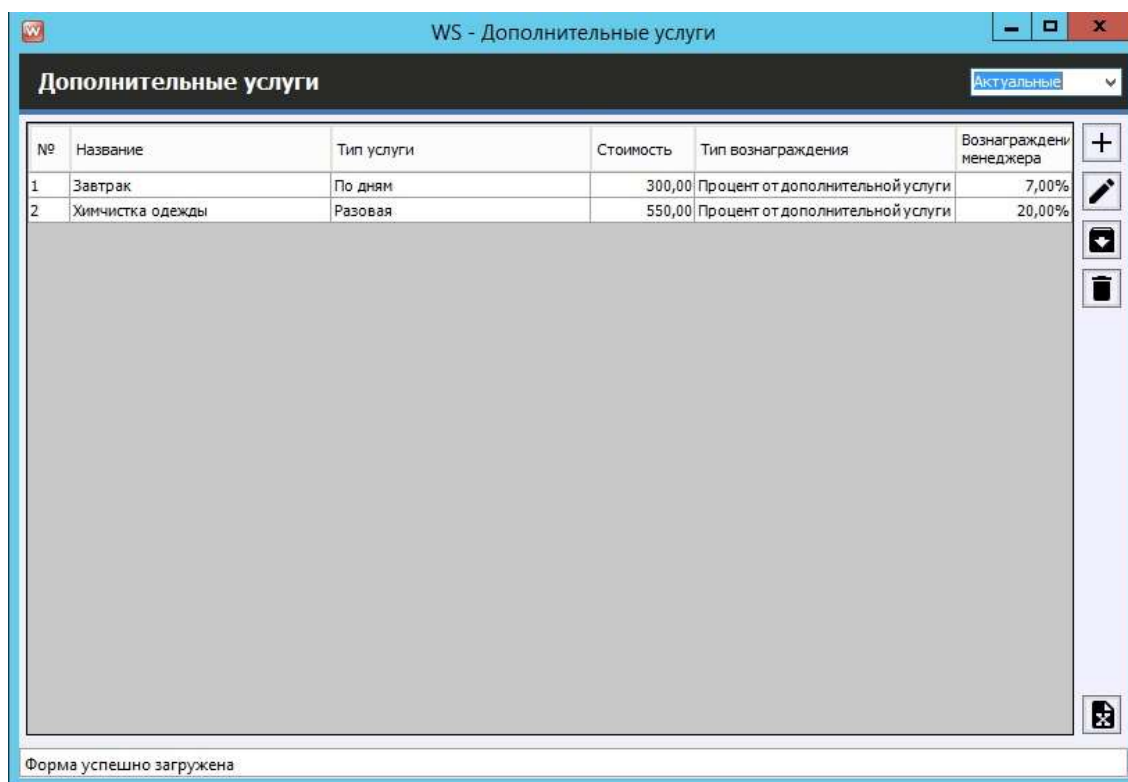 WS - Дополнительные услуги
Дополнительные услуги
Актуальные
№ Название Тип услуги Стоимость Тип вознаграждения Вознаграждени
менеджера
1 Завтрак По дням 300,00 Процент от дополнительной услуги 7,00%
2 Химчистка одежды Разовая 550,00 Процент от дополнительной услуги 20,00%
Форма успешно загружена